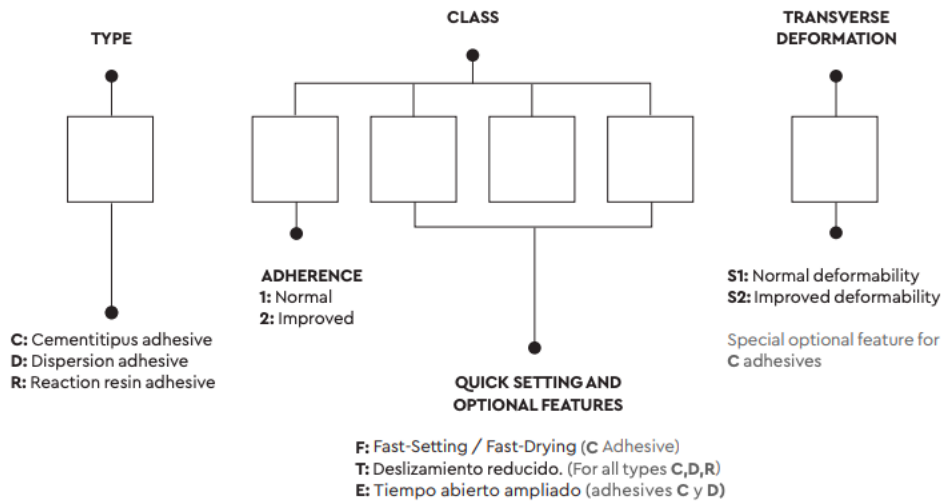 TYPE
CLASS
TRANSVERSE
DEFORMATION
C: Cementitipus adhesive
D: Dispersion adhesive
R: Reaction resin adhesive
ADHERENCE
1: Normal
2: Improved
QUICK SETTING AND
OPTIONAL FEATURES
F: Fast-Setting / Fast-Drying (C Adhesive)
T: Deslizamiento reducido. (For all types C,D,R)
E: Tiempo abierto ampliado (adhesives C y D)
S1: Normal deformability
S2: Improved deformability
Special optional feature for
C adhesives